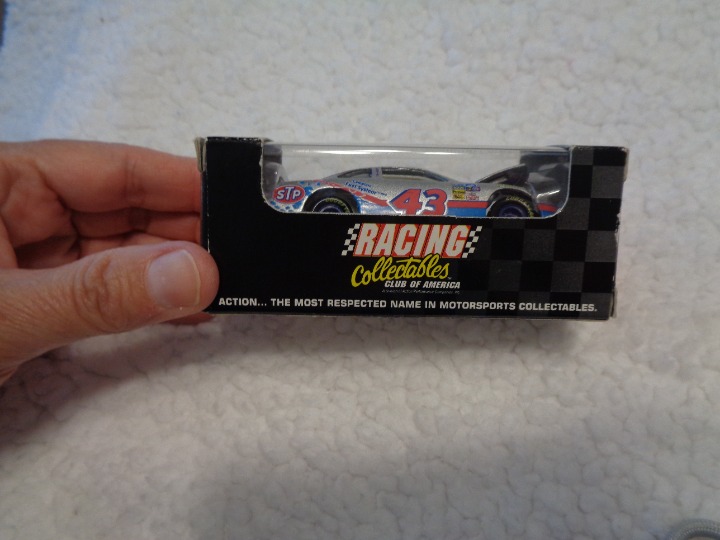 STP
43
RACING
Collectables
CLUB OF AMERICA
ACTION... THE MOST RESPECTED NAME IN MOTORSPORTS COLLECTABLES.